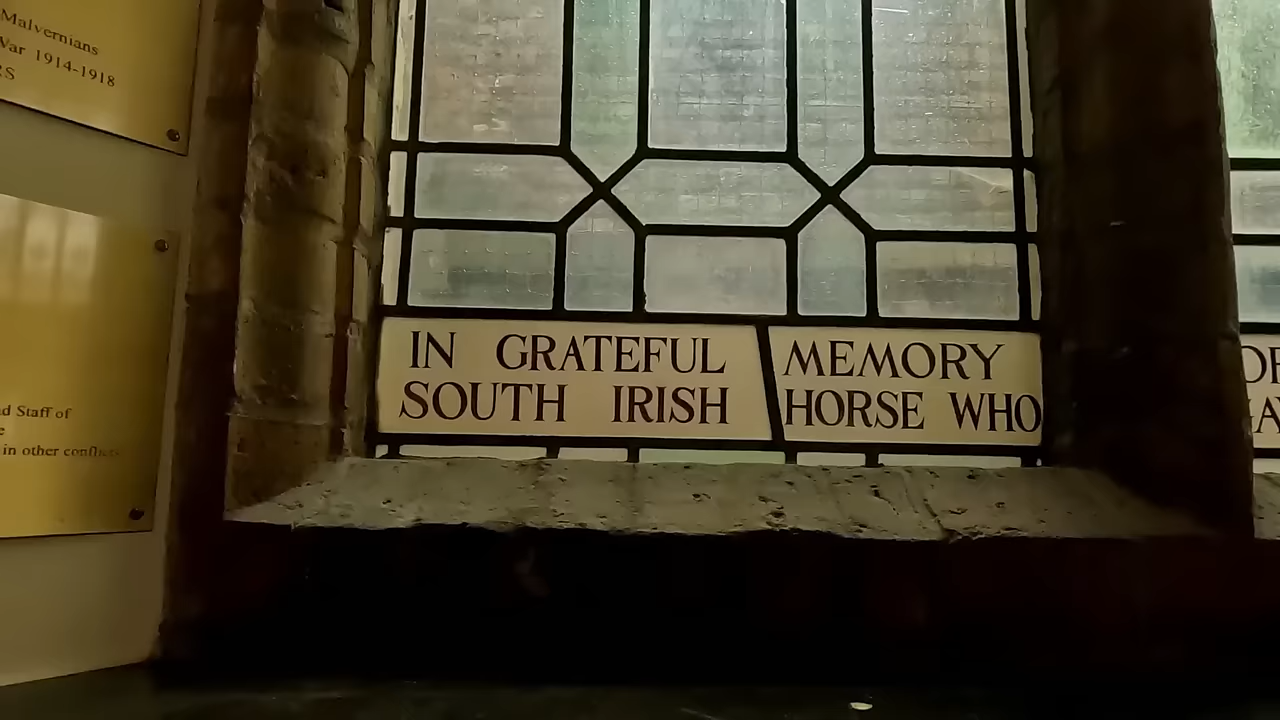 Malvernians
War 1914-1918
IN GRATEFUL MEMORY
SOUTH IRISH HORSE WHO
Staff of
in other conflicts